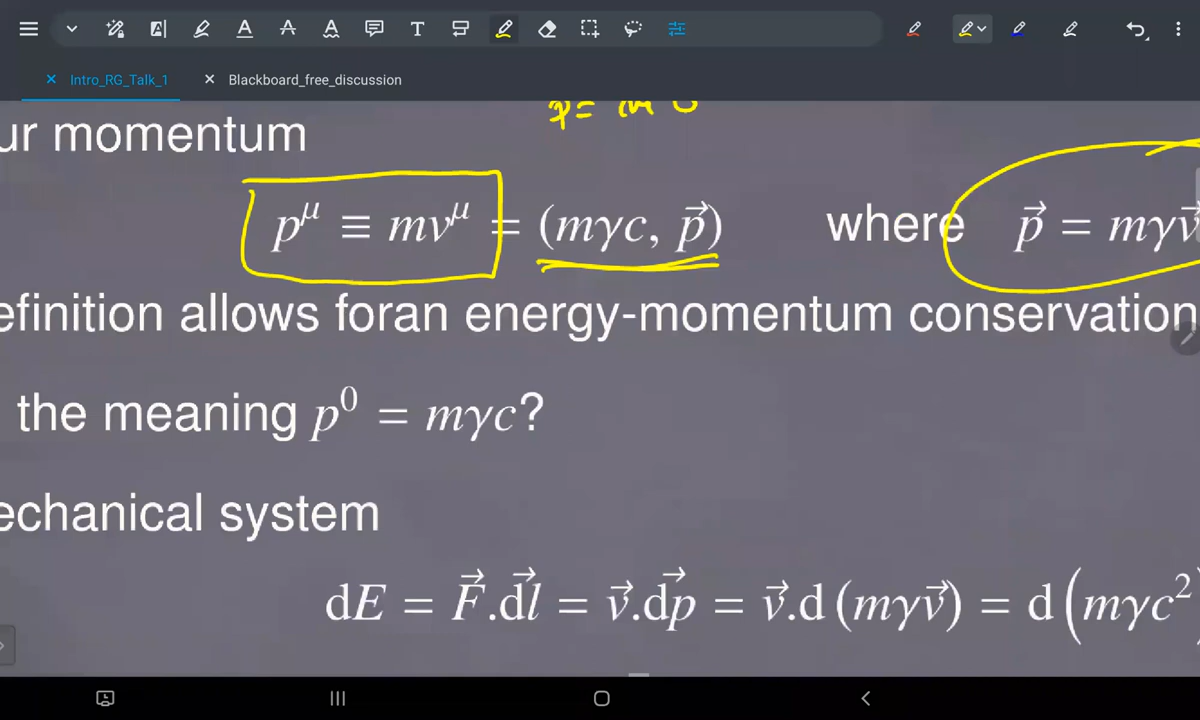 Intro_RG_Talk_1 Blackboard_free_discussion
ur momentum
p^μ ≡ mv^μ = (mγc, p⃗) where p⃗ = mγv⃗
efinition allows foran energy-momentum conservation
the meaning p^0 = mγc?
echanical system
dE = F⃗.dl⃗ = v⃗.dp⃗ = v⃗.d(mγv⃗) = d(mγc^2)